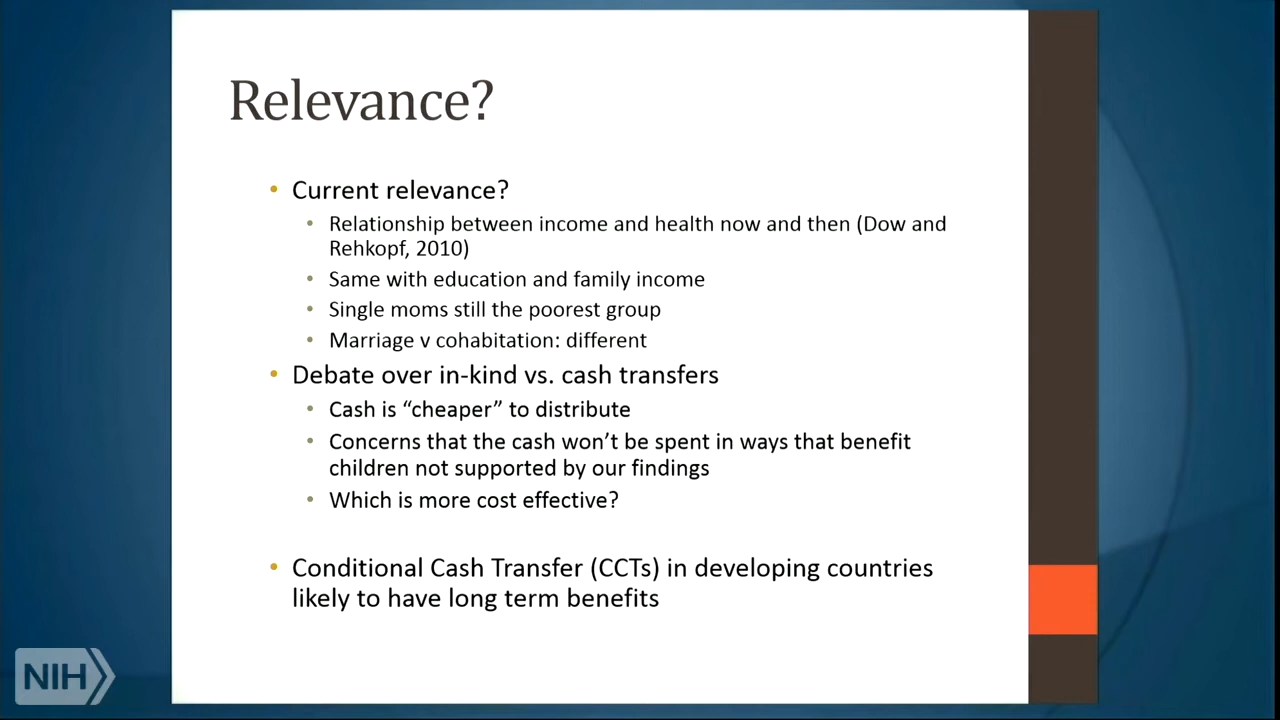 Relevance?
• Current relevance?
• Relationship between income and health now and then (Dow and
Rehkopf, 2010)
• Same with education and family income
• Single moms still the poorest group
• Marriage v cohabitation: different
• Debate over in-kind vs. cash transfers
• Cash is “cheaper” to distribute
• Concerns that the cash won’t be spent in ways that benefit
children not supported by our findings
• Which is more cost effective?
• Conditional Cash Transfer (CCTs) in developing countries
likely to have long term benefits
NIH